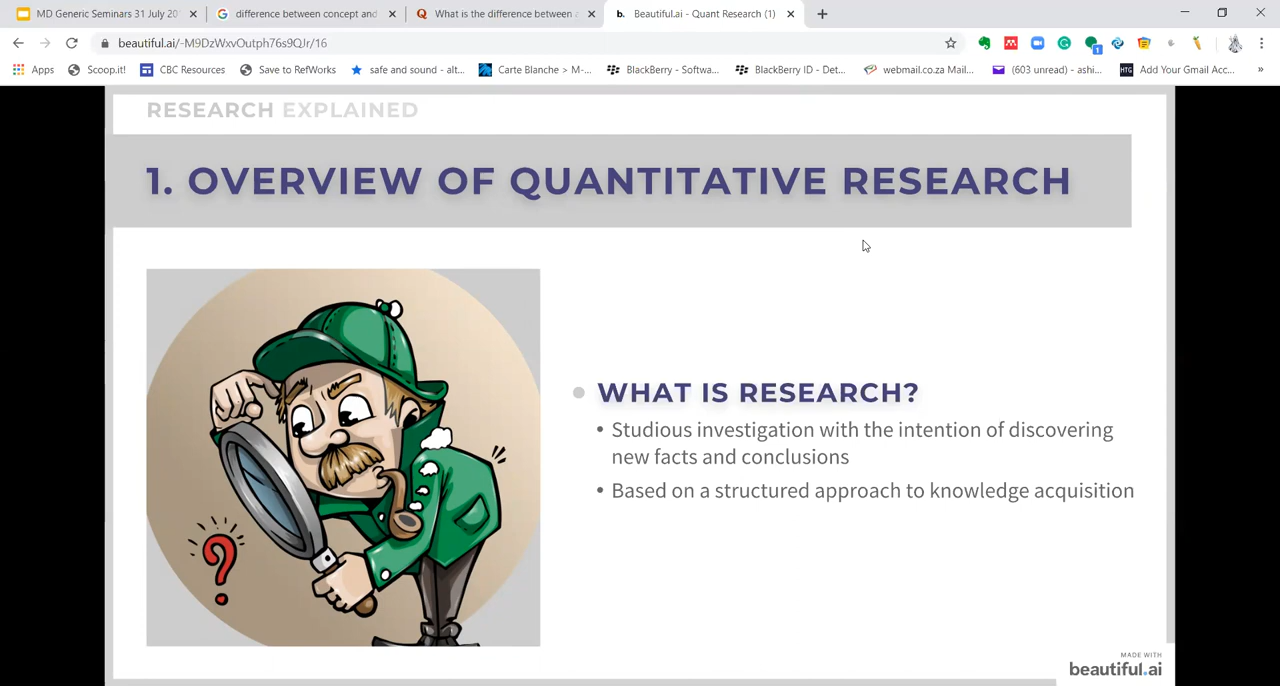 MD Generic Seminars 31 July 20
difference between concept and
What is the difference between
b. Beautiful.ai - Quant Research (1)
beautiful.ai/-M9DzWxvOutph76s9QJr/16
1
Apps
Scoop.it!
CBC Resources
Save to RefWorks
safe and sound - alt...
Carte Blanche > M-...
BlackBerry - Softwa...
BlackBerry ID - Det...
webmail.co.za Mail...
(603 unread) - ashi...
HTG Add Your Gmail Acc...
»
RESEARCH EXPLAINED
1. OVERVIEW OF QUANTITATIVE RESEARCH
WHAT IS RESEARCH?
• Studious investigation with the intention of discovering
new facts and conclusions
• Based on a structured approach to knowledge acquisition
?
MADE WITH
beautiful.ai